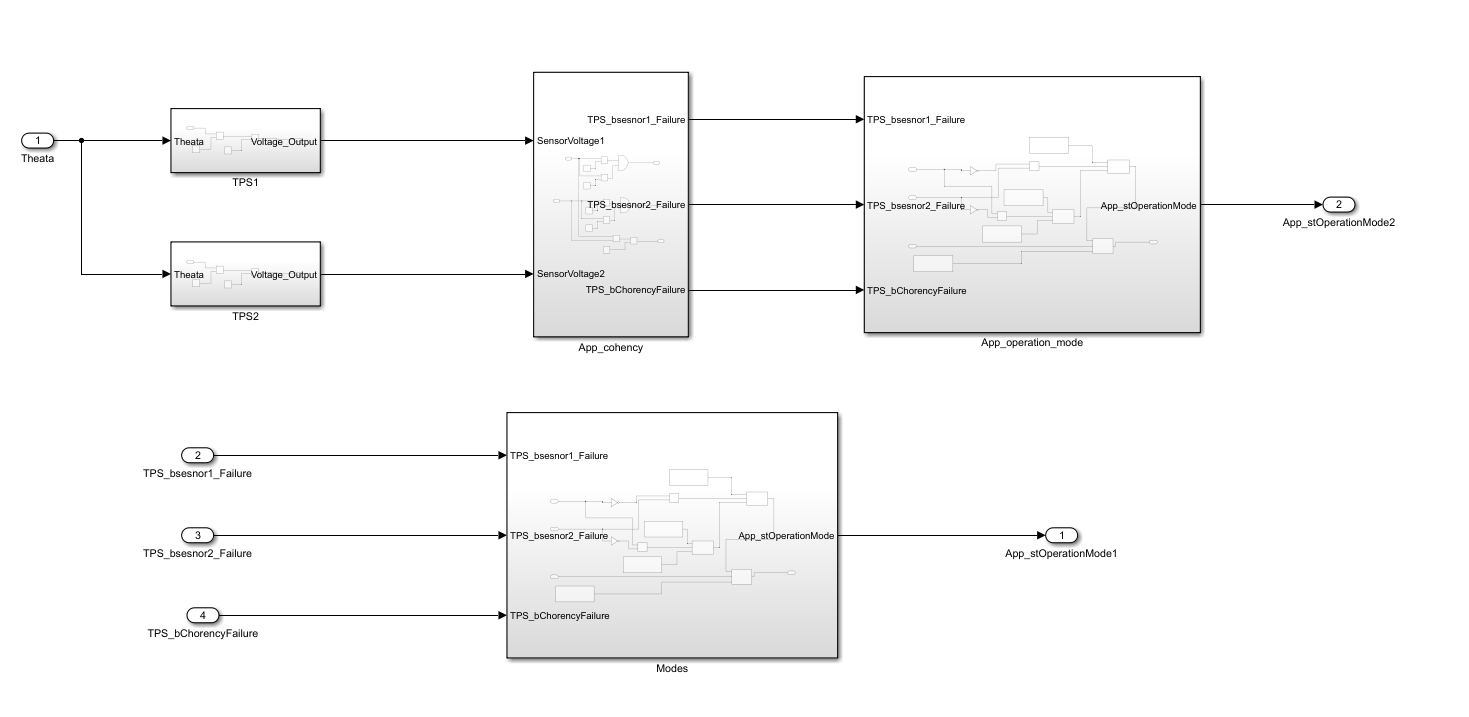 1
Theata
Theata
Voltage_Output
TPS1
Theata
Voltage_Output
TPS2
TPS_bsesnor1_Failure
SensorVoltage1
TPS_bsesnor2_Failure
SensorVoltage2
TPS_bChorencyFailure
App_cohency
TPS_bsesnor1_Failure
TPS_bsesnor2_Failure
App_stOperationMode
TPS_bChorencyFailure
App_operation_mode
2
App_stOperationMode2
2
TPS_bsesnor1_Failure
3
TPS_bsesnor2_Failure
4
TPS_bChorencyFailure
TPS_bsesnor1_Failure
TPS_bsesnor2_Failure
App_stOperationMode
TPS_bChorencyFailure
Modes
1
App_stOperationMode1